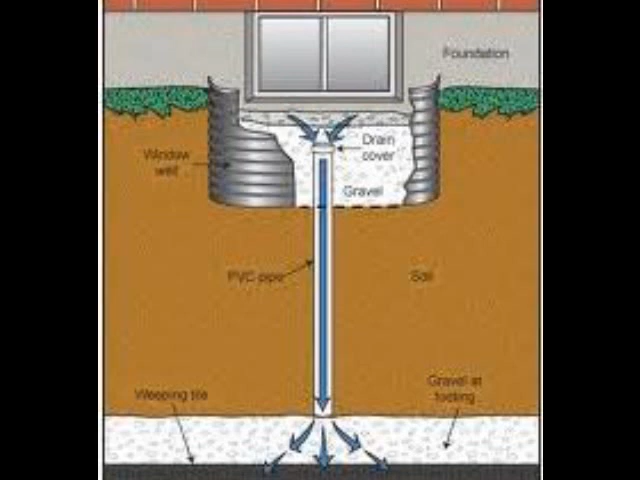 Foundation
Drain
cover
Window
well
Gravel
PVC pipe
Soil
Gravel at
footing
Weeping tile